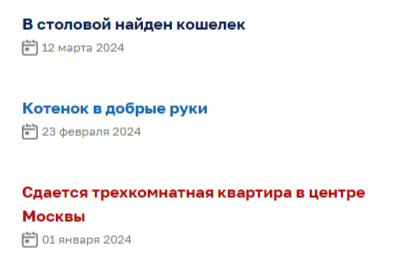 В столовой найден кошелек
12 марта 2024
Котенок в добрые руки
23 февраля 2024
Сдается трехкомнатная квартира в центре
Москвы
01 января 2024